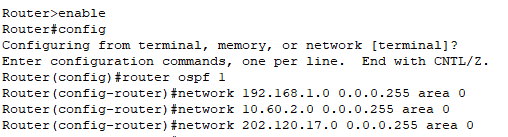 Router>enable
Router#config
Configuring from terminal, memory, or network [terminal]?
Enter configuration commands, one per line.  End with CNTL/Z.
Router(config)#router ospf 1
Router(config-router)#network 192.168.1.0 0.0.0.255 area 0
Router(config-router)#network 10.60.2.0 0.0.0.255 area 0
Router(config-router)#network 202.120.17.0 0.0.0.255 area 0